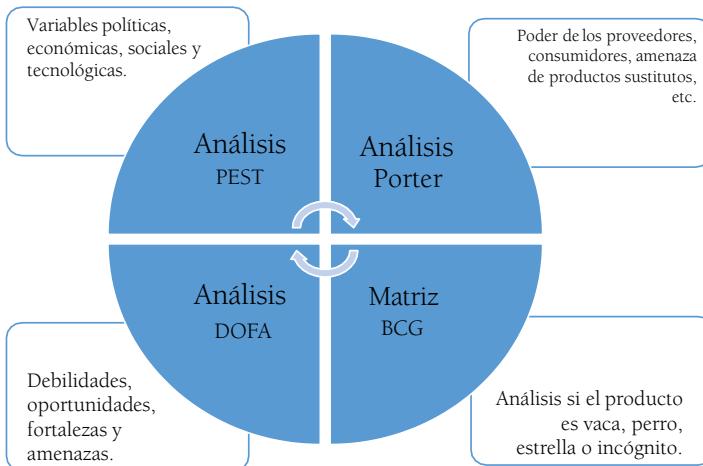 Variables políticas,
económicas, sociales y
tecnológicas.
Poder de los proveedores,
consumidores, amenaza
de productos sustitutos,
etc.
Análisis
PEST
Análisis
Porter
Análisis
DOFA
Matriz
BCG
Debilidades,
oportunidades,
fortalezas y
amenazas.
Análisis si el producto
es vaca, perro,
estrella o incógnito.